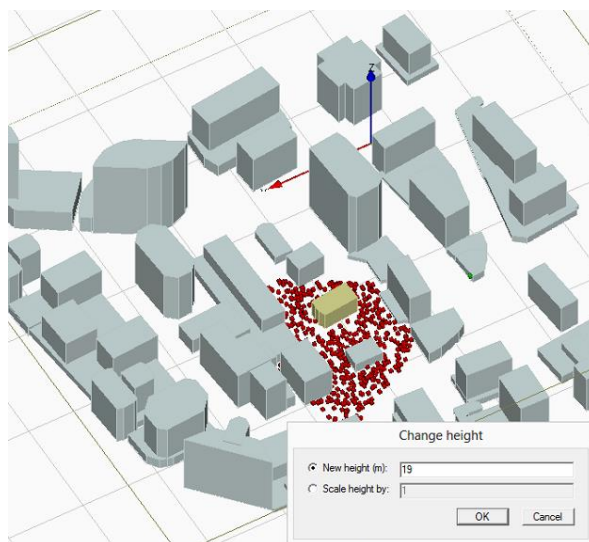 Z
Change height
New height (m): 19
Scale height by: 1
OK Cancel